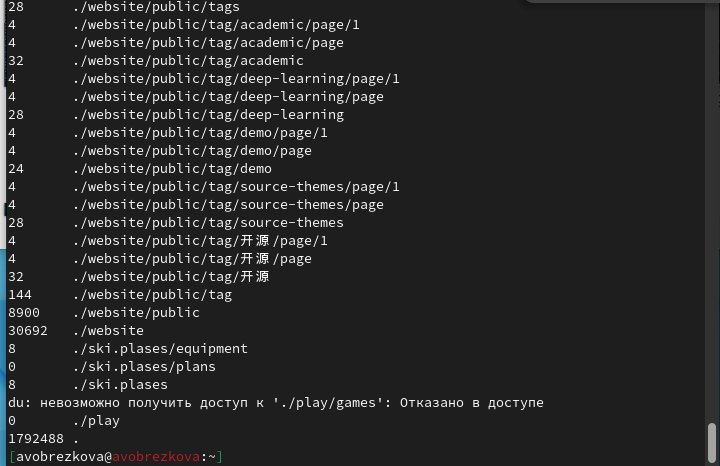 28 ./website/public/tags
4 ./website/public/tag/academic/page/1
4 ./website/public/tag/academic/page
32 ./website/public/tag/academic
4 ./website/public/tag/deep-learning/page/1
4 ./website/public/tag/deep-learning/page
28 ./website/public/tag/deep-learning
4 ./website/public/tag/demo/page/1
4 ./website/public/tag/demo/page
24 ./website/public/tag/demo
4 ./website/public/tag/source-themes/page/1
4 ./website/public/tag/source-themes/page
28 ./website/public/tag/source-themes
4 ./website/public/tag/开源/page/1
4 ./website/public/tag/开源/page
32 ./website/public/tag/开源
144 ./website/public/tag
8900 ./website/public
30692 ./website
8 ./ski.plases/equipment
0 ./ski.plases/plans
8 ./ski.plases
du: невозможно получить доступ к './play/games': Отказано в доступе
0 ./play
1792488 .
[avobrezkova@avobrezkova:~]